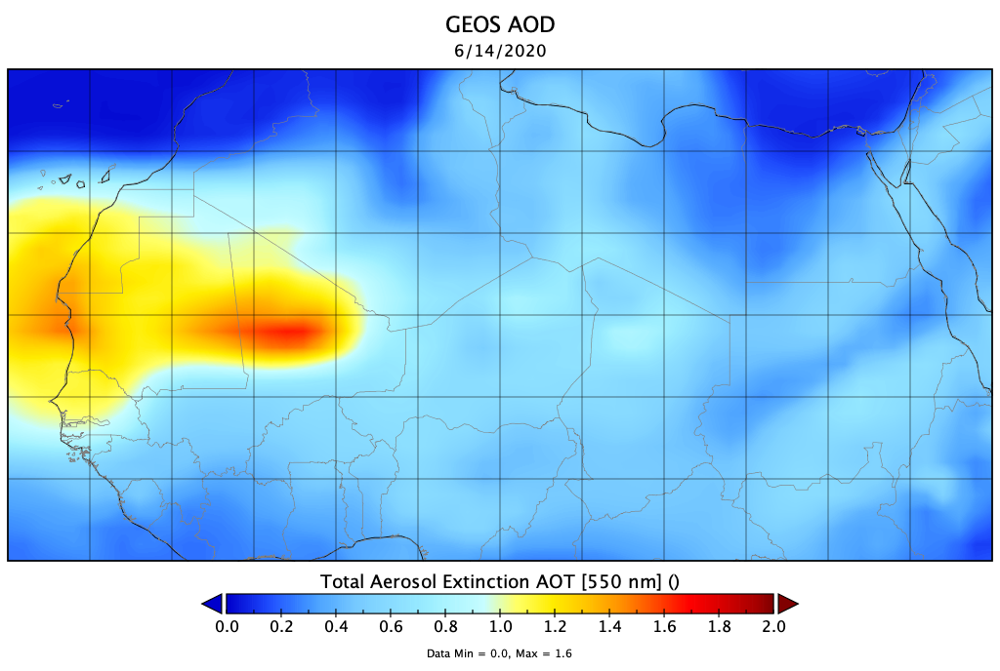 GEOS AOD
6/14/2020
Total Aerosol Extinction AOT [550 nm] ()
0.0 0.2 0.4 0.6 0.8 1.0 1.2 1.4 1.6 1.8 2.0
Data Min = 0.0, Max = 1.6